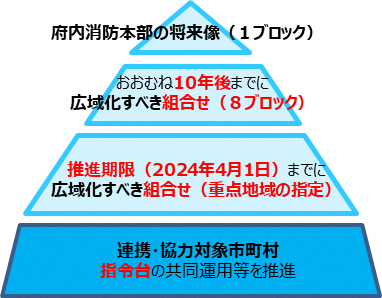 府内消防本部の将来像（１ブロック）
おおむね10年後までに
広域化すべき組合せ（８ブロック）
推進期限（2024年4月1日）までに
広域化すべき組合せ（重点地域の指定）
連携・協力対象市町村
指令台の共同運用等を推進